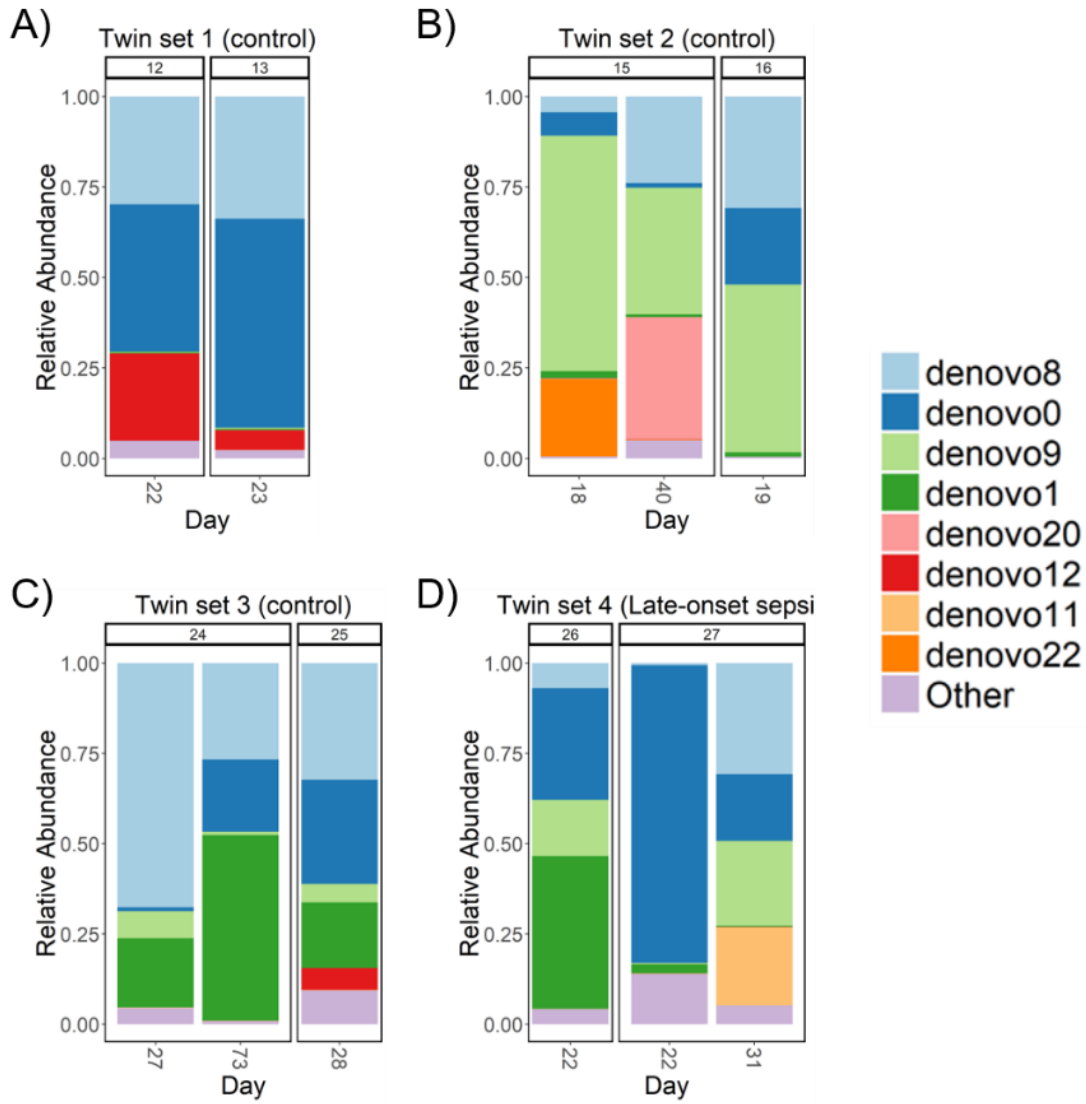 A)
Twin set 1 (control)
12 13
Relative Abundance
1.00
0.75
0.50
0.25
0.00
22 23
Day
B)
Twin set 2 (control)
15 16
Relative Abundance
1.00
0.75
0.50
0.25
0.00
18 40 19
Day
denovo8
denovo0
denovo9
denovo1
denovo20
denovo12
denovo11
denovo22
Other
C)
Twin set 3 (control)
24 25
Relative Abundance
1.00
0.75
0.50
0.25
0.00
27 73 28
Day
D)
Twin set 4 (Late-onset sepsi
26 27
Relative Abundance
1.00
0.75
0.50
0.25
0.00
22 22 31
Day